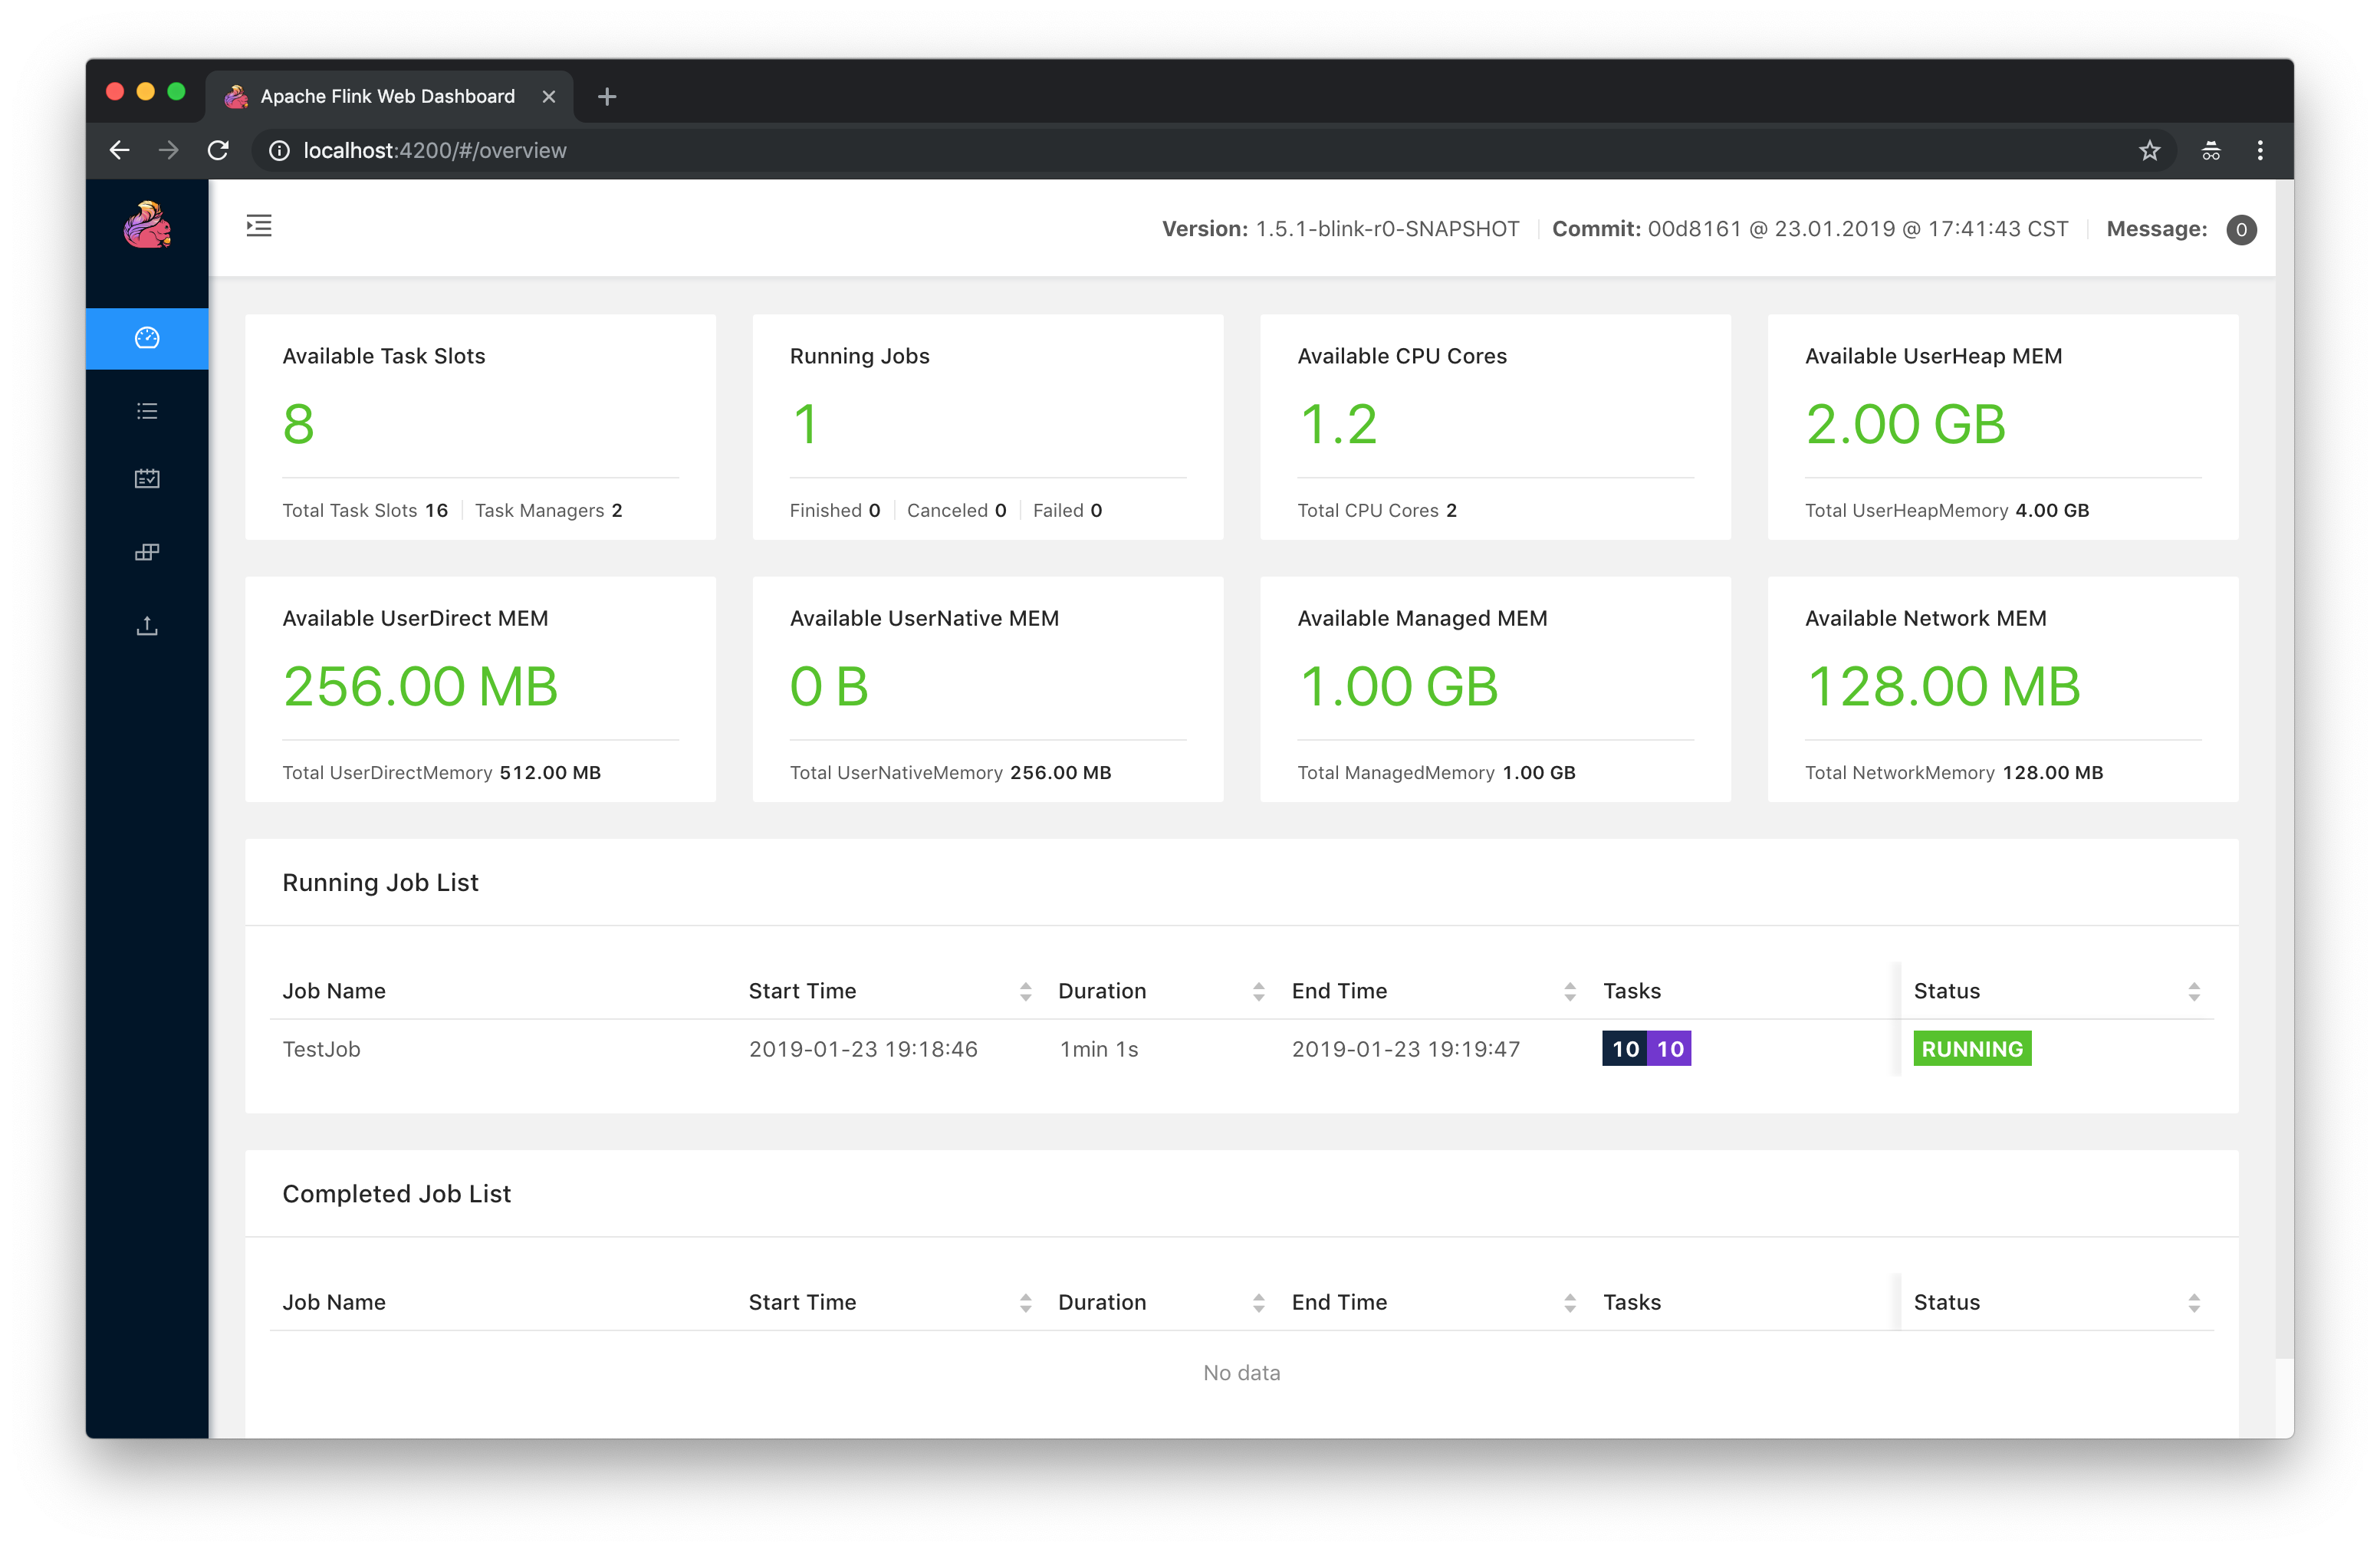 Apache Flink Web Dashboard
localhost:4200/#/overview
Version: 1.5.1-blink-r0-SNAPSHOT Commit: 00d8161 @ 23.01.2019 @ 17:41:43 CST Message: 0
Available Task Slots
8
Total Task Slots 16 Task Managers 2
Running Jobs
1
Finished 0 Canceled 0 Failed 0
Available CPU Cores
1.2
Total CPU Cores 2
Available UserHeap MEM
2.00 GB
Total UserHeapMemory 4.00 GB
Available UserDirect MEM
256.00 MB
Total UserDirectMemory 512.00 MB
Available UserNative MEM
0 B
Total UserNativeMemory 256.00 MB
Available Managed MEM
1.00 GB
Total ManagedMemory 1.00 GB
Available Network MEM
128.00 MB
Total NetworkMemory 128.00 MB
Running Job List
Job Name Start Time Duration End Time Tasks Status
TestJob 2019-01-23 19:18:46 1min 1s 2019-01-23 19:19:47 10 10 RUNNING
Completed Job List
Job Name Start Time Duration End Time Tasks Status
No data